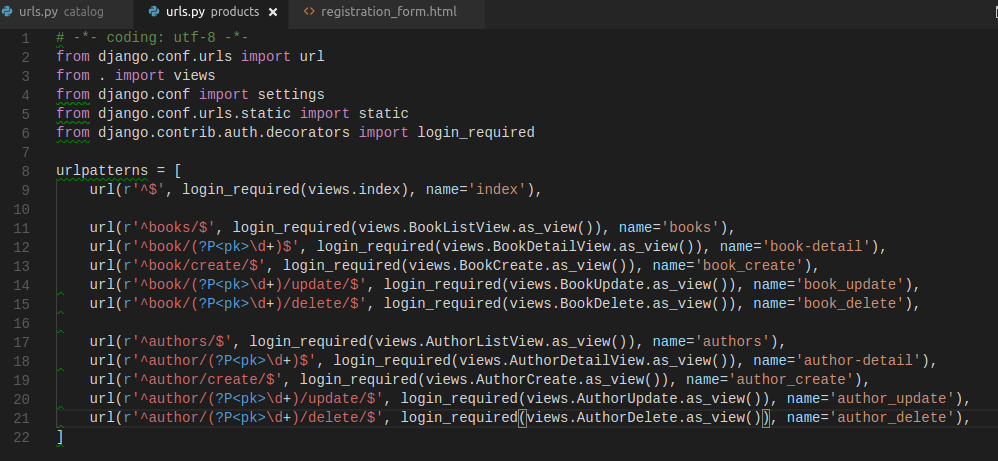 urls.py catalog urls.py products × <> registration_form.html
1 # -*- coding: utf-8 -*-
2 from django.conf.urls import url
3 from . import views
4 from django.conf import settings
5 from django.conf.urls.static import static
6 from django.contrib.auth.decorators import login_required
7
8 urlpatterns = [
9 url(r'^$', login_required(views.index), name='index'),
10
11 url(r'^books/$', login_required(views.BookListView.as_view()), name='books'),
12 url(r'^book/(?P<pk>\d+)$', login_required(views.BookDetailView.as_view()), name='book-detail'),
13 url(r'^book/create/$', login_required(views.BookCreate.as_view()), name='book_create'),
14 url(r'^book/(?P<pk>\d+)/update/$', login_required(views.BookUpdate.as_view()), name='book_update'),
15 url(r'^book/(?P<pk>\d+)/delete/$', login_required(views.BookDelete.as_view()), name='book_delete'),
16
17 url(r'^authors/$', login_required(views.AuthorListView.as_view()), name='authors'),
18 url(r'^author/(?P<pk>\d+)$', login_required(views.AuthorDetailView.as_view()), name='author-detail'),
19 url(r'^author/create/$', login_required(views.AuthorCreate.as_view()), name='author_create'),
20 url(r'^author/(?P<pk>\d+)/update/$', login_required(views.AuthorUpdate.as_view()), name='author_update'),
21 url(r'^author/(?P<pk>\d+)/delete/$', login_required(views.AuthorDelete.as_view()), name='author_delete'),
22 ]